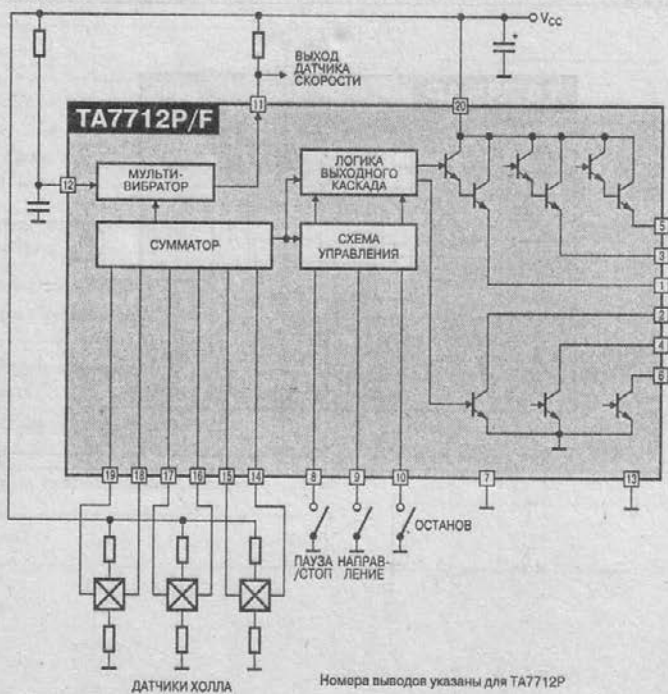 VCC
ВЫХОД
ДАТЧИКА
СКОРОСТИ
11
20
TA7712P/F
12
МУЛЬТИ-
ВИБРАТОР
ЛОГИКА
ВЫХОДНОГО
КАСКАДА
СУММАТОР
СХЕМА
УПРАВЛЕНИЯ
5
3
1
2
4
6
19
18
17
16
15
14
8
9
10
7
13
ОСТАНОВ
ПАУЗА
/СТОП
НАПРАВ-
ЛЕНИЕ
ДАТЧИКИ ХОЛЛА
Номера выводов указаны для TA7712P